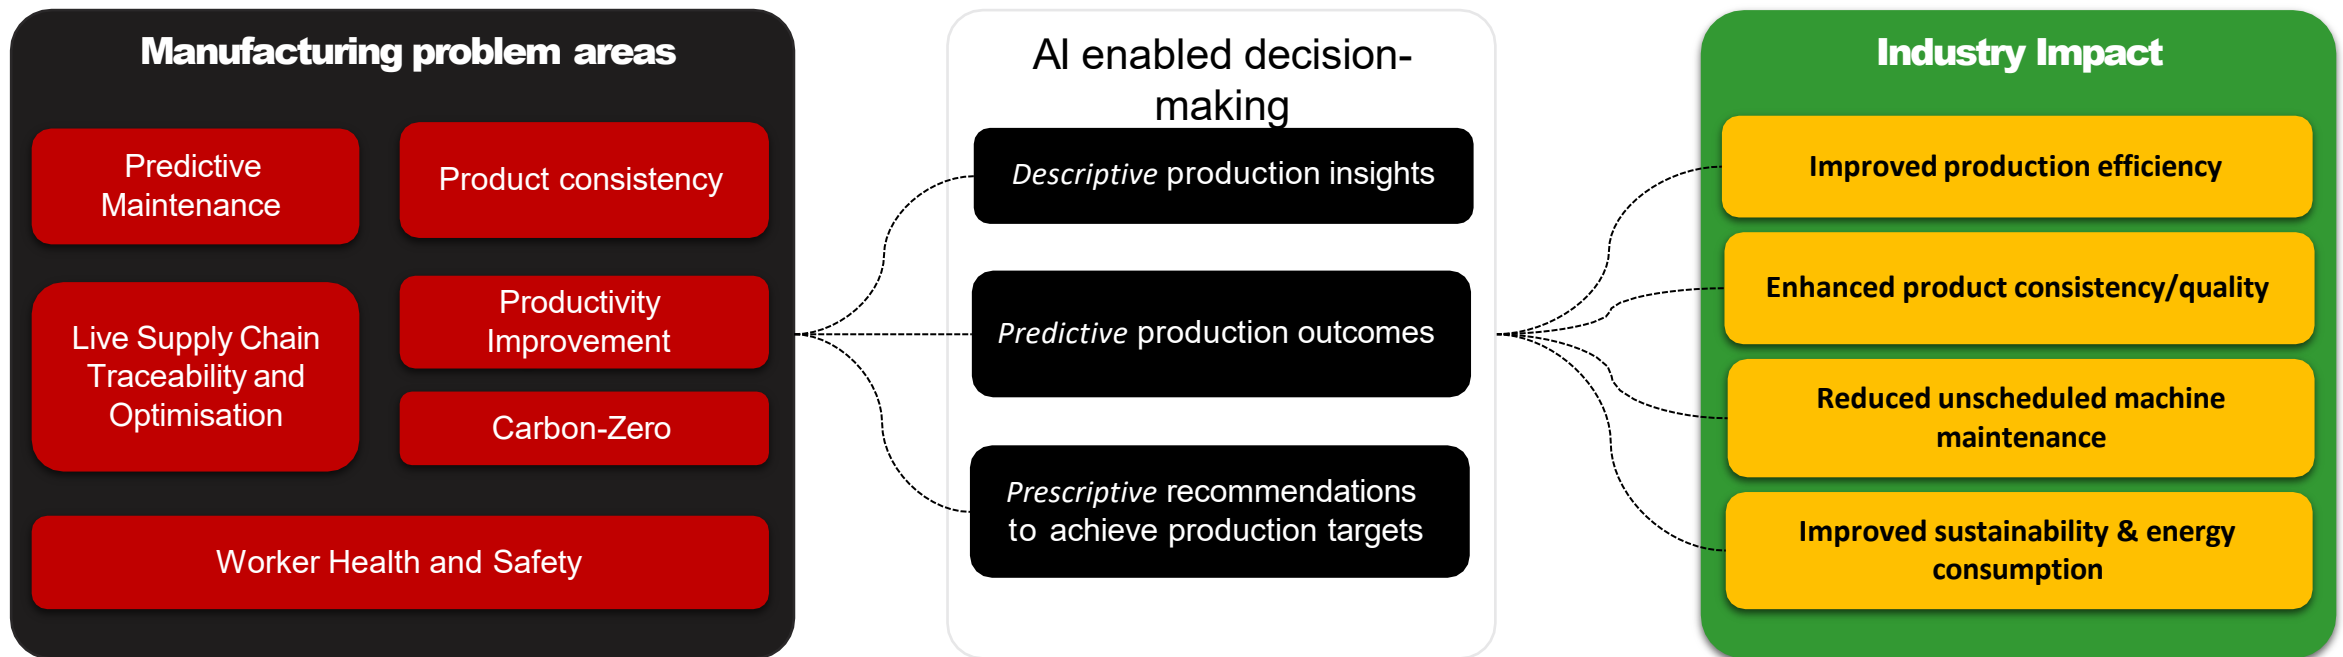 Manufacturing problem areas
Predictive
Maintenance
Product consistency
Live Supply Chain
Traceability and
Optimisation
Productivity
Improvement
Carbon-Zero
Worker Health and Safety
AI enabled decision-
making
Descriptive production insights
Predictive production outcomes
Prescriptive recommendations
to achieve production targets
Industry Impact
Improved production efficiency
Enhanced product consistency/quality
Reduced unscheduled machine
maintenance
Improved sustainability & energy
consumption